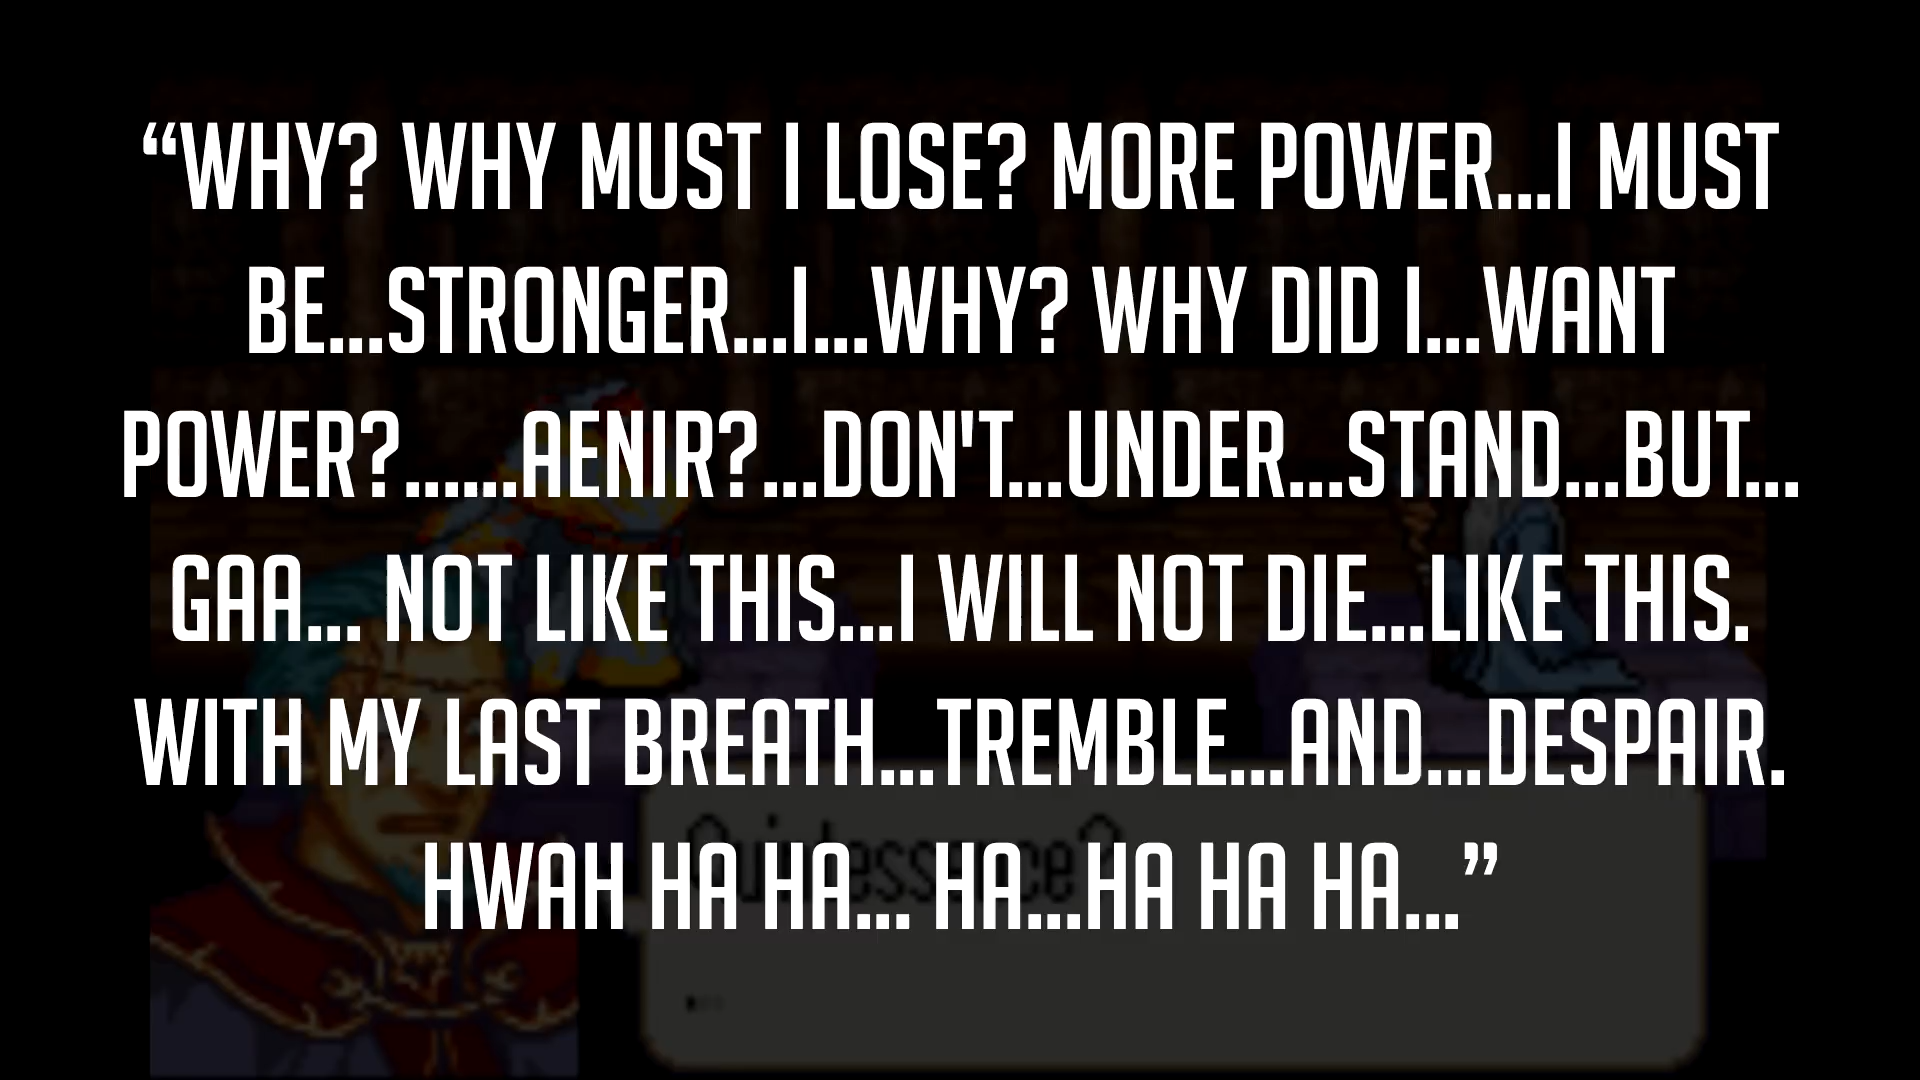 “WHY? WHY MUST I LOSE? MORE POWER...I MUST
BE...STRONGER...I...WHY? WHY DID I...WANT
POWER?......AENIR?...DON'T...UNDER...STAND...BUT...
GAA... NOT LIKE THIS...I WILL NOT DIE...LIKE THIS.
WITH MY LAST BREATH...TREMBLE...AND...DESPAIR.
HWAH HA HA... HA...HA HA HA...”
Quintessence?
...